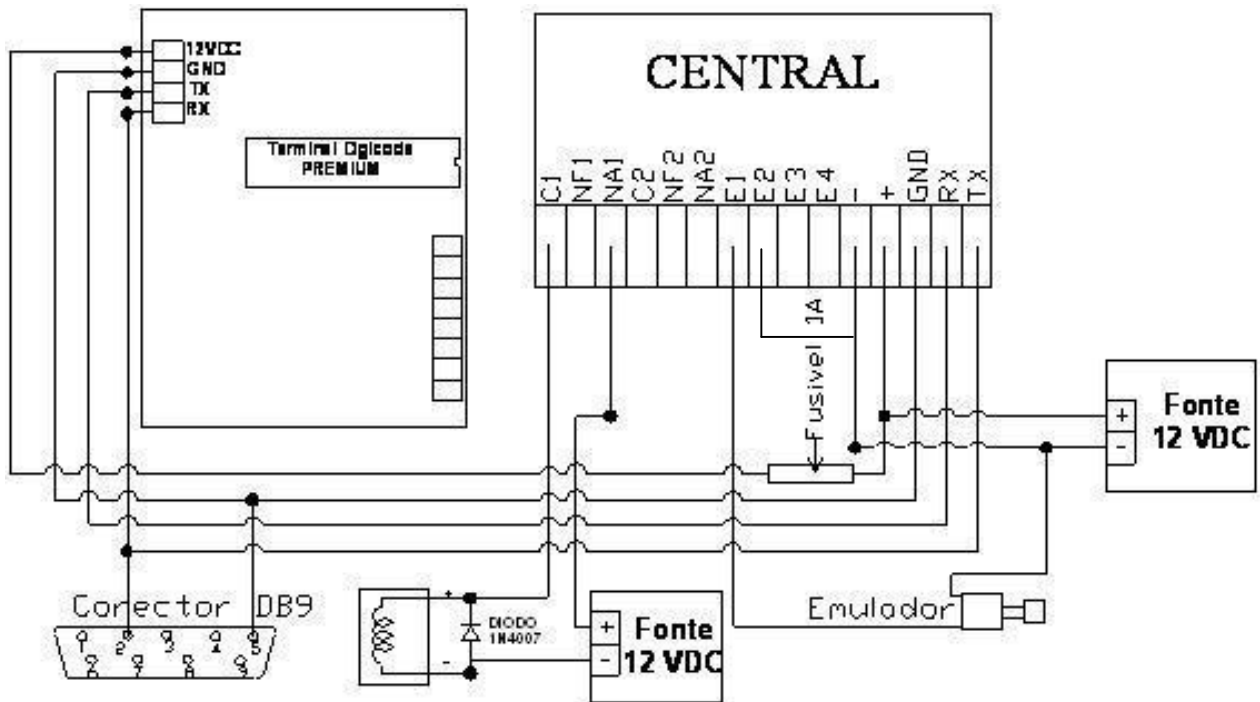 12VDC
GND
TX
RX
Terminal Digicode
PREMIUM
CENTRAL
C1
NF1
NA1
C2
NF2
NA2
E1
E2
E3
E4
-
+
GND
RX
TX
Fusivel 1A
Fonte
12 VDC
+
-
Conector DB9
1
2
3
4
5
6
7
8
9
+
-
DIODO
1N4007
+
-
Fonte
12 VDC
Emulador